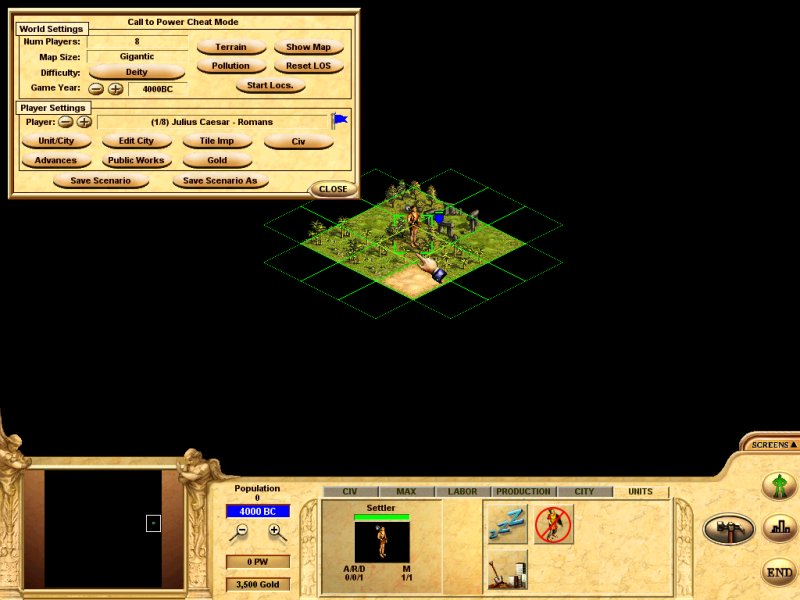 Call to Power Cheat Mode
World Settings
Num Players: 8
Map Size: Gigantic
Difficulty: Deity
Game Year: 4000BC
Terrain Show Map
Pollution Reset LOS
Start Locs.
Player Settings
Player: (1/8) Julius Caesar - Romans
Unit/City Edit City Tile Imp Civ
Advances Public Works Gold
Save Scenario Save Scenario As
CLOSE
SCREENS
Population
0
4000 BC
0 PW
3,500 Gold
CIV MAX LABOR PRODUCTION CITY UNITS
Settler
A/R/D M
0/0/1 1/1
END